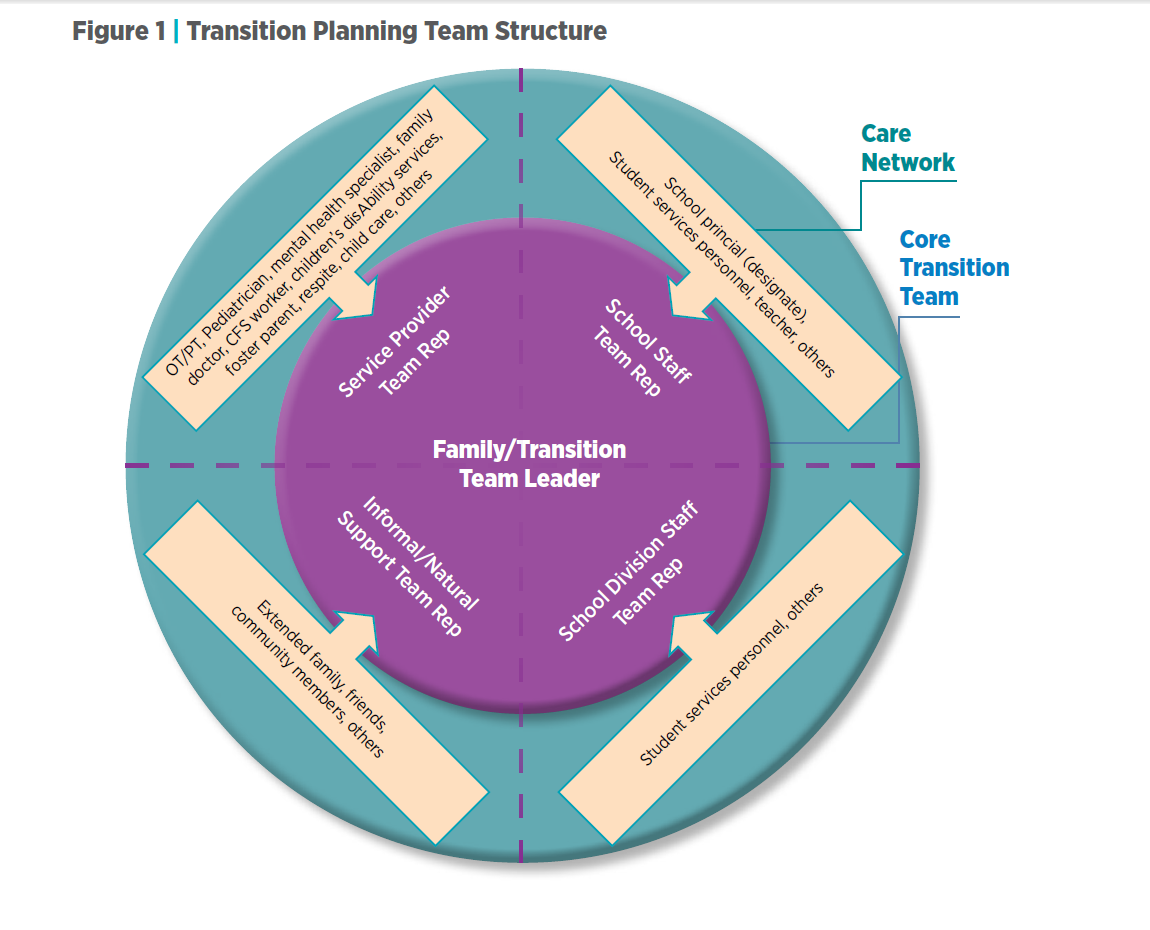 Figure 1 | Transition Planning Team Structure
OT/PT, Pediatrician, mental health specialist, family
doctor, CFS worker, children's disAbility services,
foster parent, respite, child care, others
School princial (designate),
Student services personnel, teacher, others
Care
Network
Core
Transition
Team
Service Provider
Team Rep
School Staff
Team Rep
Family/Transition
Team Leader
Informal/Natural
Support Team Rep
School Division Staff
Team Rep
Extended family, friends,
community members, others
Student services personnel, others